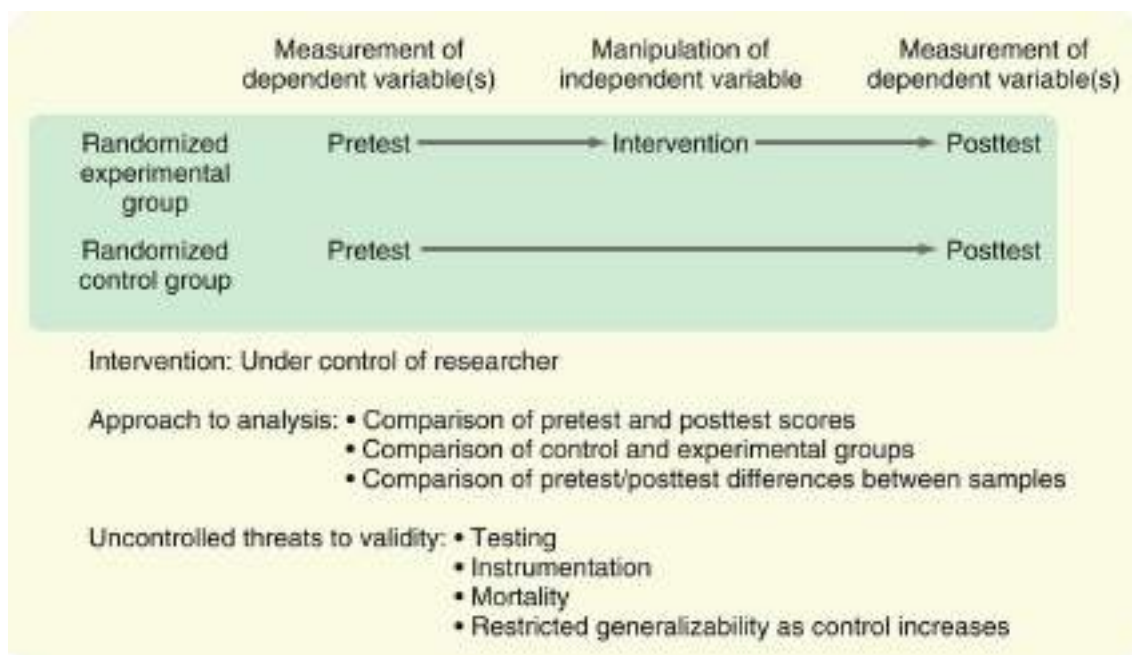 Measurement of dependent variable(s)
Manipulation of independent variable
Measurement of dependent variable(s)
Randomized experimental group
Pretest
Intervention
Posttest
Randomized control group
Pretest
Posttest
Intervention: Under control of researcher
Approach to analysis: • Comparison of pretest and posttest scores
• Comparison of control and experimental groups
• Comparison of pretest/posttest differences between samples
Uncontrolled threats to validity: • Testing
• Instrumentation
• Mortality
• Restricted generalizability as control increases